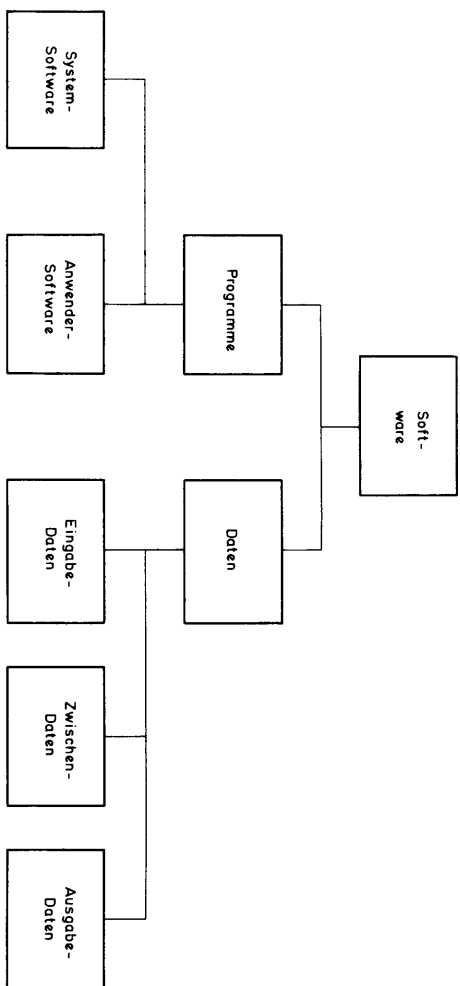 Soft-
ware
Programme
Daten
System-
Software
Anwender-
Software
Eingabe-
Daten
Zwischen-
Daten
Ausgabe-
Daten